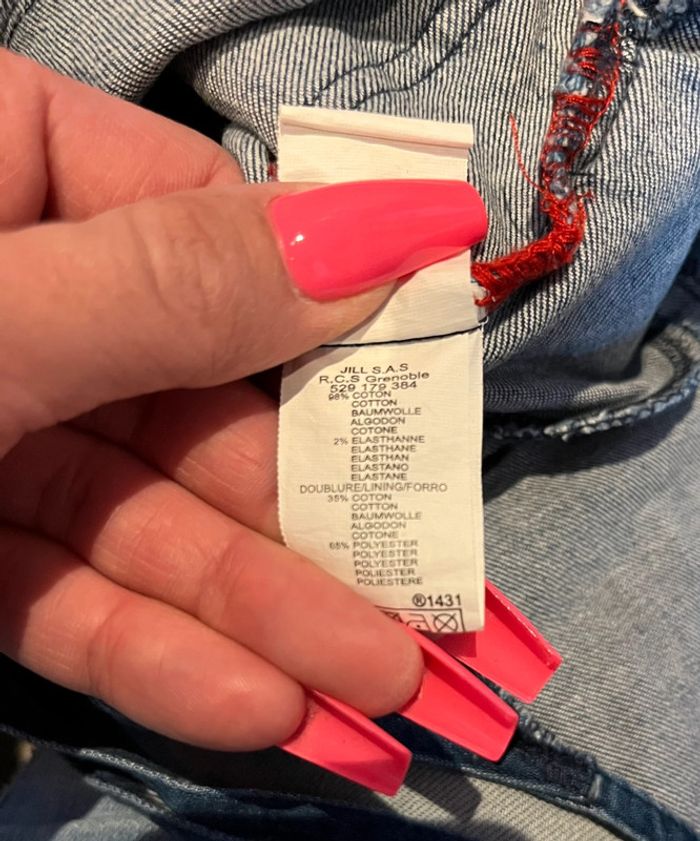 JILL S.A.S
R.C.S Grenoble
529 179 384
98% COTON
COTTON
BAUMWOLLE
ALGODON
COTONE
2% ELASTHANNE
ELASTHANE
ELASTHAN
ELASTANO
ELASTANE
DOUBLURE/LINING/FORRO
35% COTON
COTTON
BAUMWOLLE
ALGODON
COTONE
65% POLYESTER
POLYESTER
POLYESTER
POLIESTER
POLIESTERE
®1431